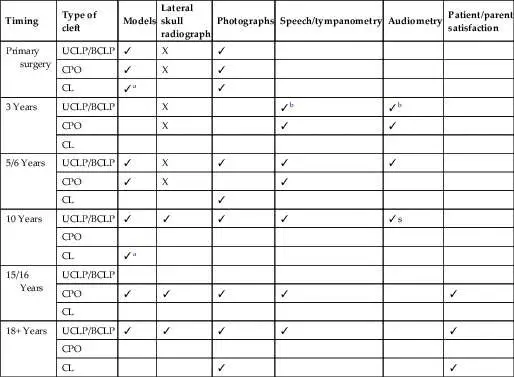 Timing Type of cleft Models Lateral skull radiograph Photographs Speech/tympanometry Audiometry Patient/parent satisfaction
Primary surgery UCLP/BCLP ✓ X ✓
CPO ✓ X ✓
CL ✓a ✓
3 Years UCLP/BCLP X ✓b ✓b
CPO X ✓ ✓
CL
5/6 Years UCLP/BCLP ✓ X ✓ ✓ ✓
CPO ✓ X ✓
CL ✓
10 Years UCLP/BCLP ✓ ✓ ✓ ✓ ✓s
CPO
CL ✓a
15/16 Years UCLP/BCLP
CPO ✓ ✓ ✓ ✓ ✓
CL
18+ Years UCLP/BCLP ✓ ✓ ✓ ✓ ✓
CPO
CL ✓ ✓